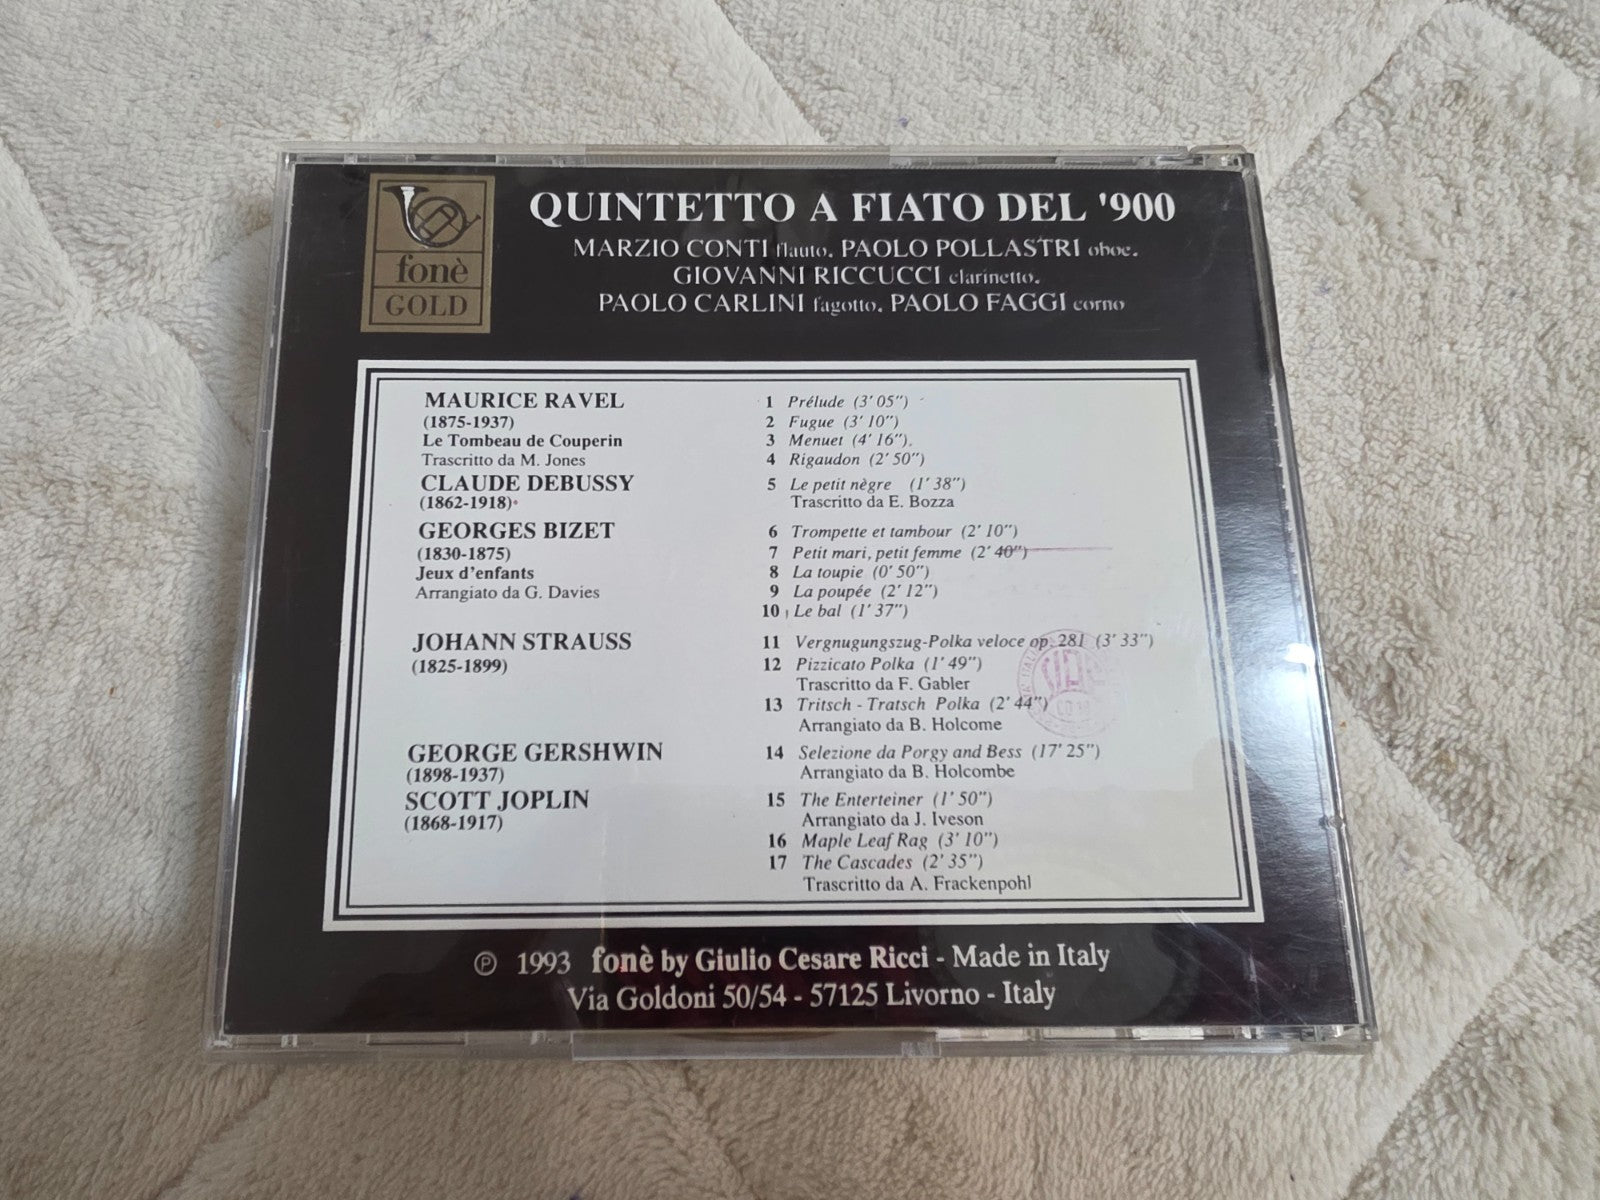 fonè
GOLD
QUINTETTO A FIATO DEL '900
MARZIO CONTI flauto. PAOLO POLLASTRI oboe.
GIOVANNI RICCUCCI clarinetto.
PAOLO CARLINI fagotto. PAOLO FAGGI corno
MAURICE RAVEL
(1875-1937)
Le Tombeau de Couperin
Trascritto da M. Jones
1 Prélude (3' 05")
2 Fugue (3' 10")
3 Menuet (4' 16")
4 Rigaudon (2' 50")
CLAUDE DEBUSSY
(1862-1918)
5 Le petit nègre (1' 38")
Trascritto da E. Bozza
GEORGES BIZET
(1830-1875)
Jeux d'enfants
Arrangiato da G. Davies
6 Trompette et tambour (2' 10")
7 Petit mari, petit femme (2' 40")
8 La toupie (0' 50")
9 La poupée (2' 12")
10 Le bal (1' 37")
JOHANN STRAUSS
(1825-1899)
11 Vergnugungszug-Polka veloce op. 281 (3' 33")
12 Pizzicato Polka (1' 49")
Trascritto da F. Gabler
13 Tritsch - Tratsch Polka (2' 44")
Arrangiato da B. Holcome
GEORGE GERSHWIN
(1898-1937)
14 Selezione da Porgy and Bess (17' 25")
Arrangiato da B. Holcombe
SCOTT JOPLIN
(1868-1917)
15 The Enterteiner (1' 50")
Arrangiato da J. Iveson
16 Maple Leaf Rag (3' 10")
17 The Cascades (2' 35")
Trascritto da A. Frackenpohl
℗ 1993 fonè by Giulio Cesare Ricci - Made in Italy
Via Goldoni 50/54 - 57125 Livorno - Italy